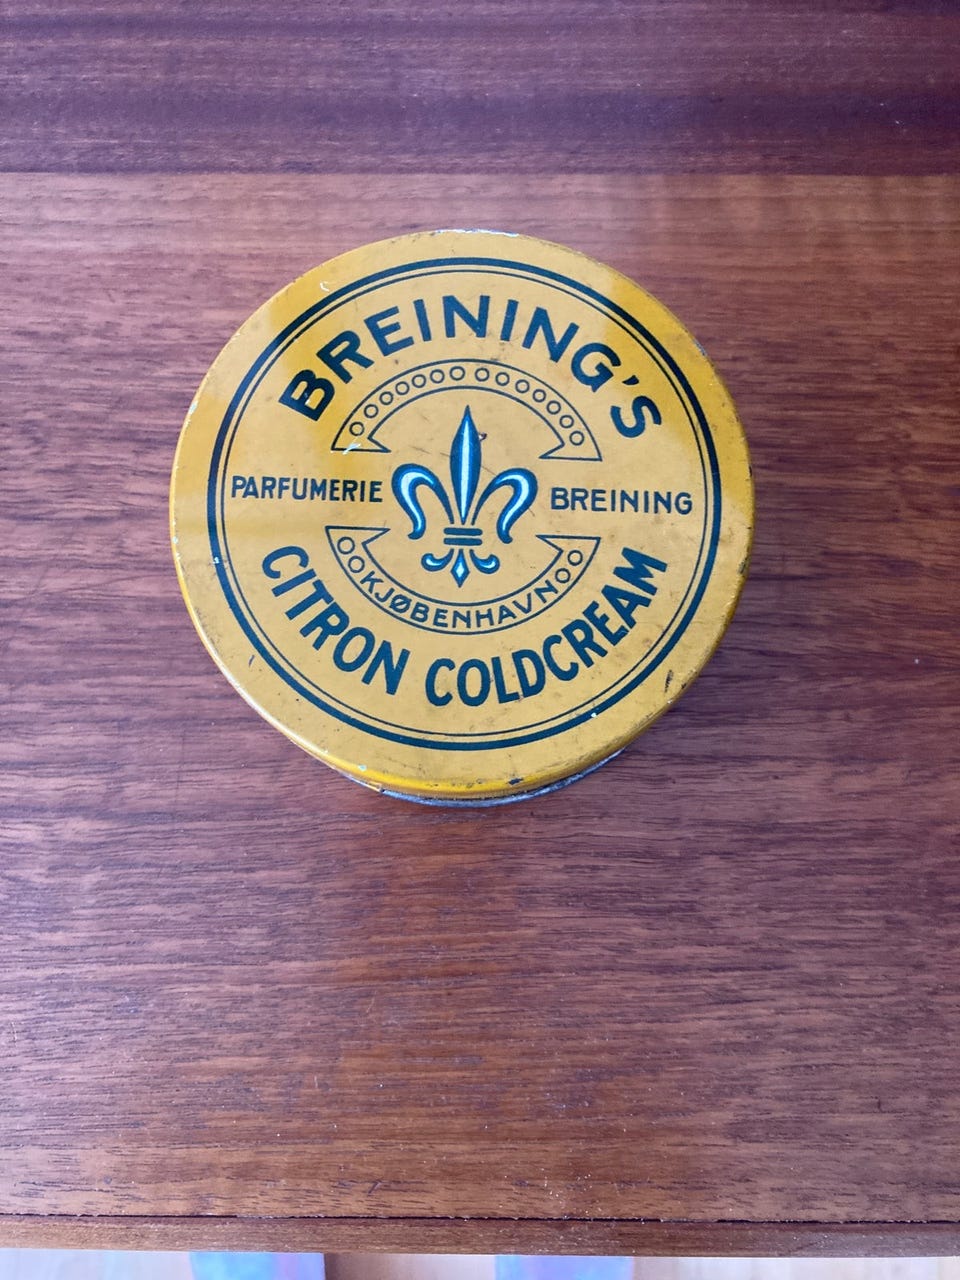 BREINING'S
PARFUMERIE BREINING
KJØBENHAVN
CITRON COLDCREAM